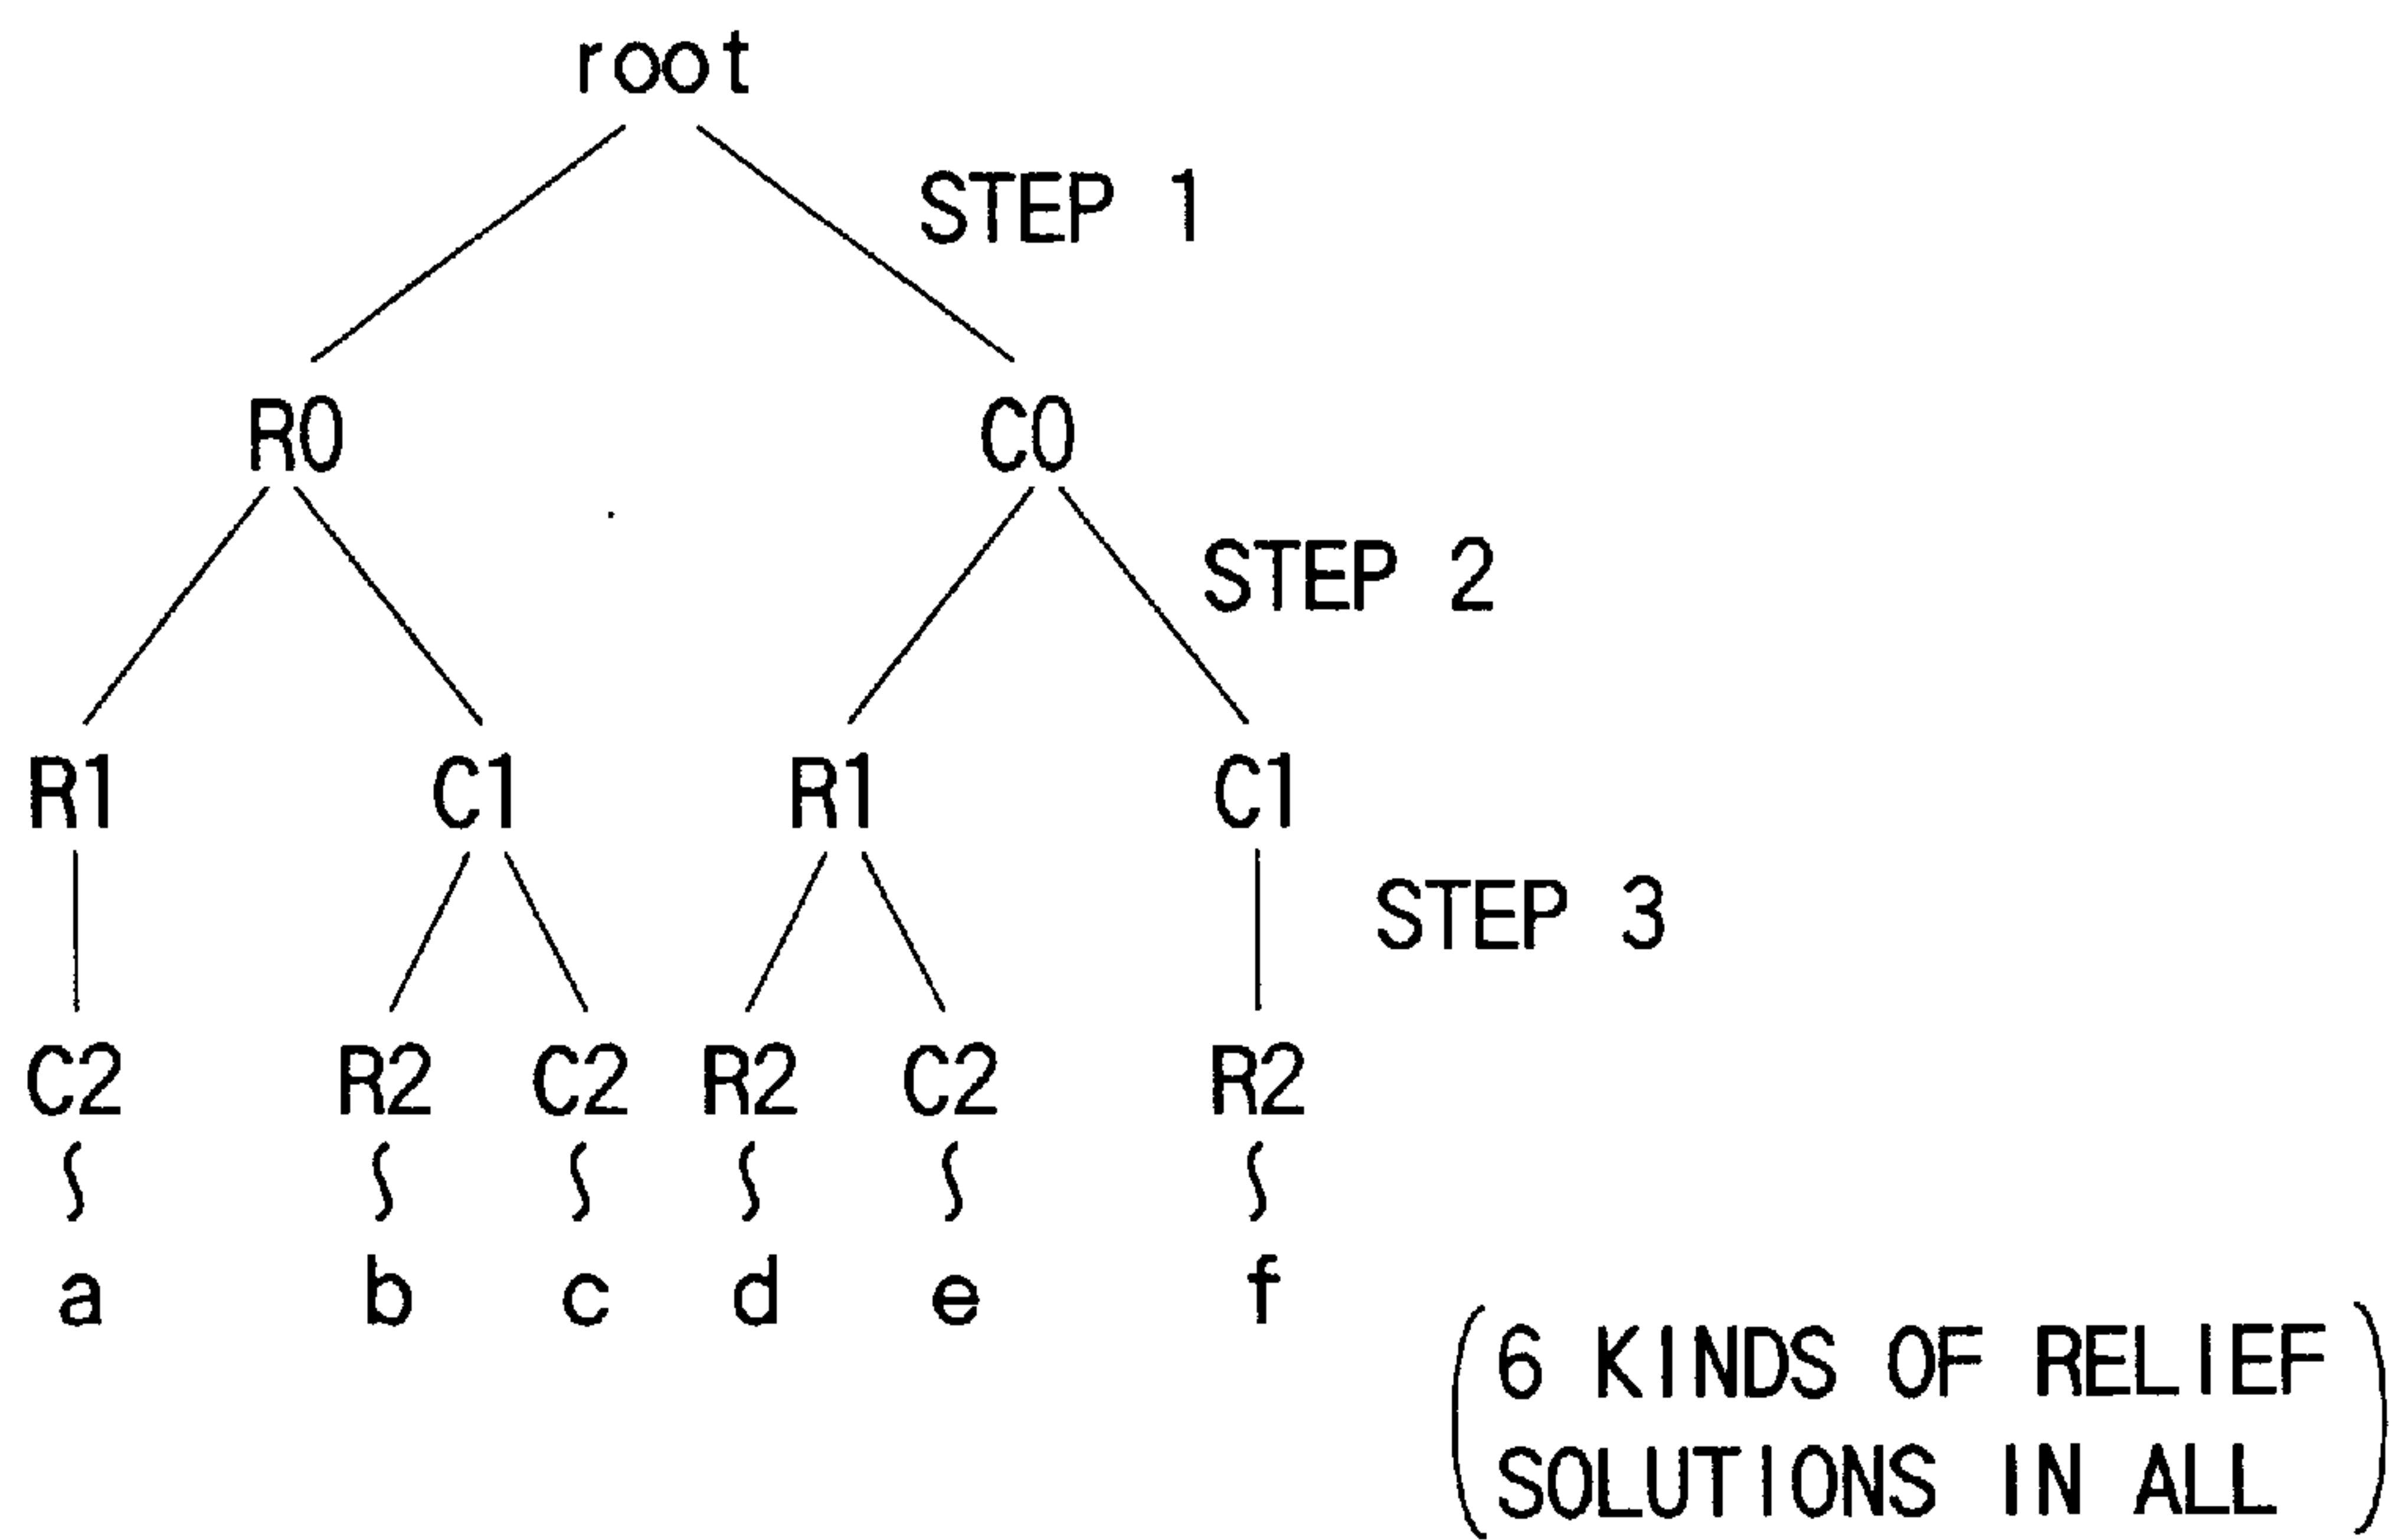 root
STEP 1
R0 C0
STEP 2
R1 C1 R1 C1
STEP 3
C2 R2 C2 R2 C2 R2
a b c d e f
6 KINDS OF RELIEF
SOLUTIONS IN ALL